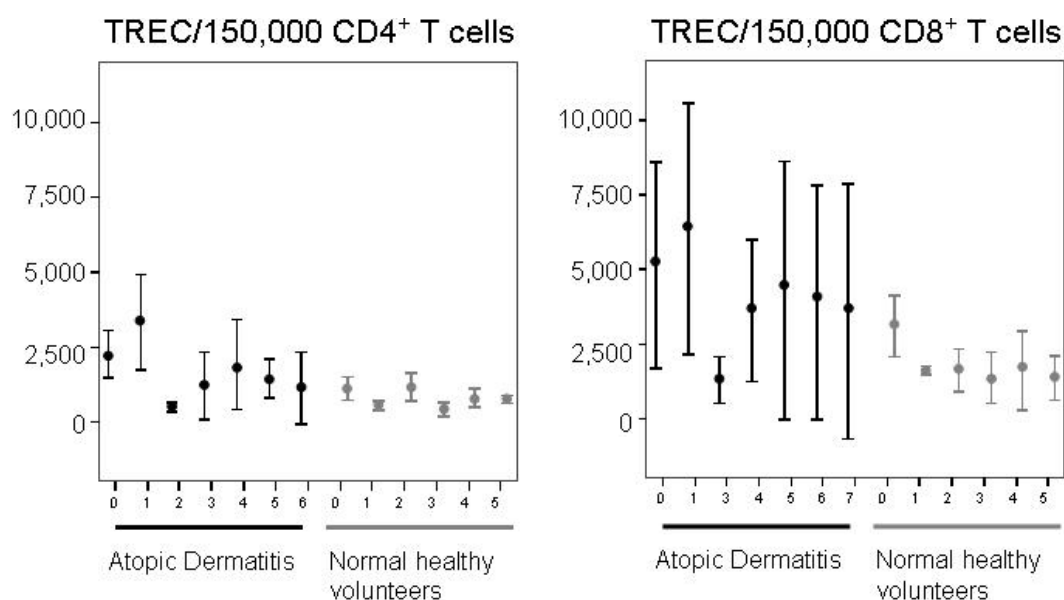 TREC/150,000 CD4⁺ T cells
10,000
7,500
5,000
2,500
0
0 1 2 3 4 5 6 0 1 2 3 4 5
Atopic Dermatitis
Normal healthy
volunteers
TREC/150,000 CD8⁺ T cells
10,000
7,500
5,000
2,500
0
0 1 3 4 5 6 7 0 1 2 3 4 5
Atopic Dermatitis
Normal healthy
volunteers